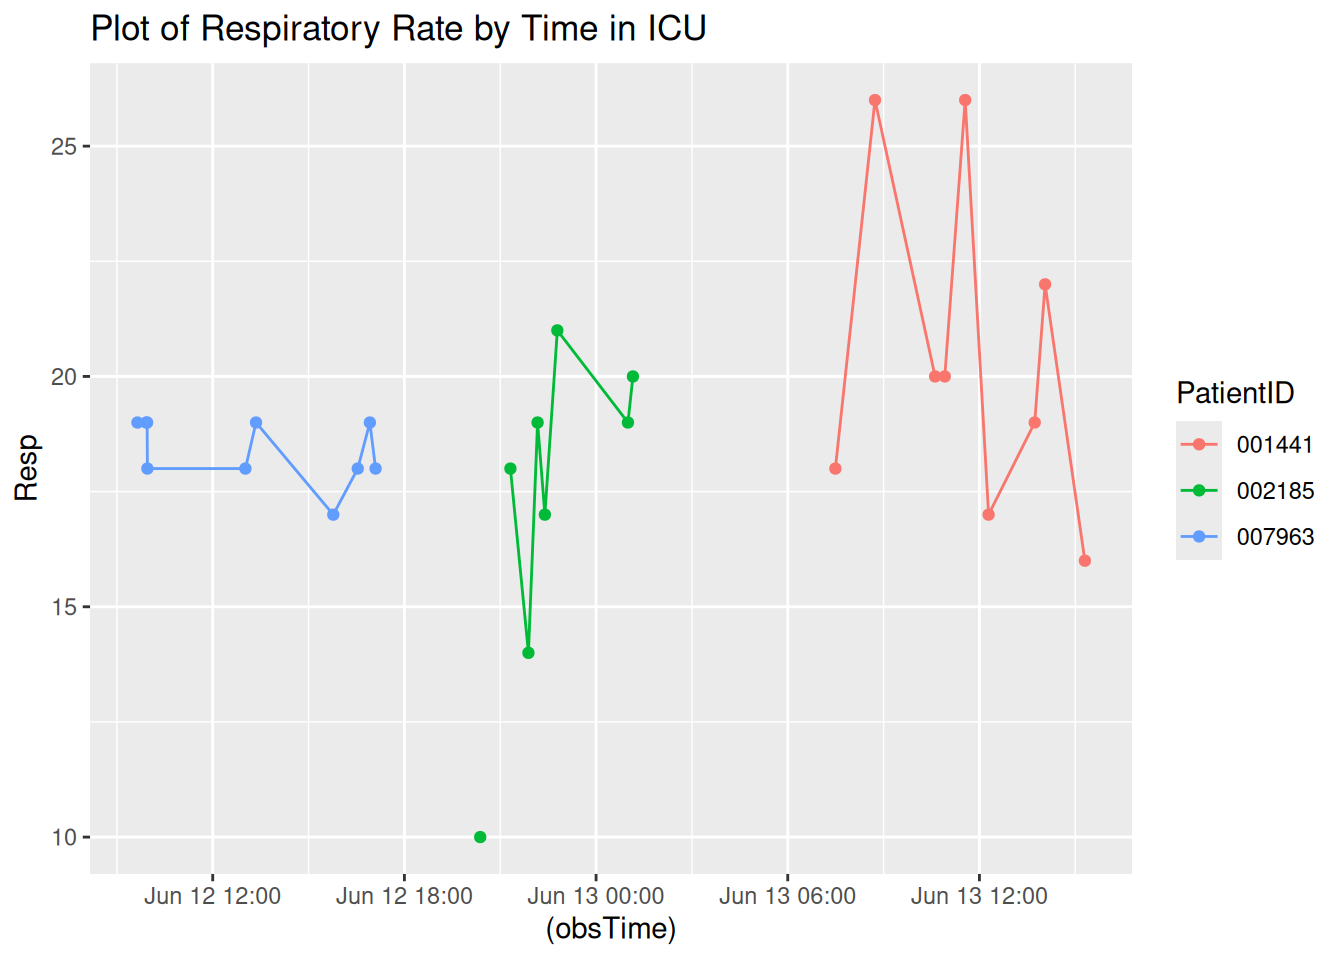 Plot of Respiratory Rate by Time in ICU
25
20
15
10
Resp
Jun 12 12:00
Jun 12 18:00
Jun 13 00:00
Jun 13 06:00
Jun 13 12:00
(obsTime)
PatientID
001441
002185
007963